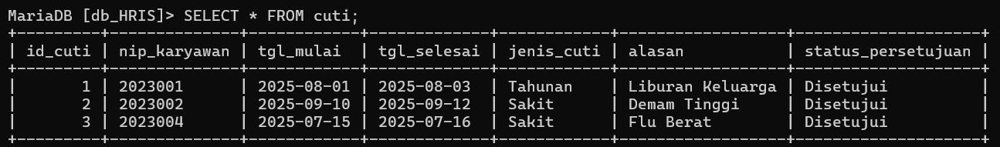 MariaDB [db_HRIS]> SELECT * FROM cuti;
+---------+--------------+------------+-------------+------------+------------------+--------------------+
| id_cuti | nip_karyawan | tgl_mulai  | tgl_selesai | jenis_cuti | alasan           | status_persetujuan |
+---------+--------------+------------+-------------+------------+------------------+--------------------+
|       1 | 2023001      | 2025-08-01 | 2025-08-03  | Tahunan    | Liburan Keluarga | Disetujui          |
|       2 | 2023002      | 2025-09-10 | 2025-09-12  | Sakit      | Demam Tinggi     | Disetujui          |
|       3 | 2023004      | 2025-07-15 | 2025-07-16  | Sakit      | Flu Berat        | Disetujui          |
+---------+--------------+------------+-------------+------------+------------------+--------------------+